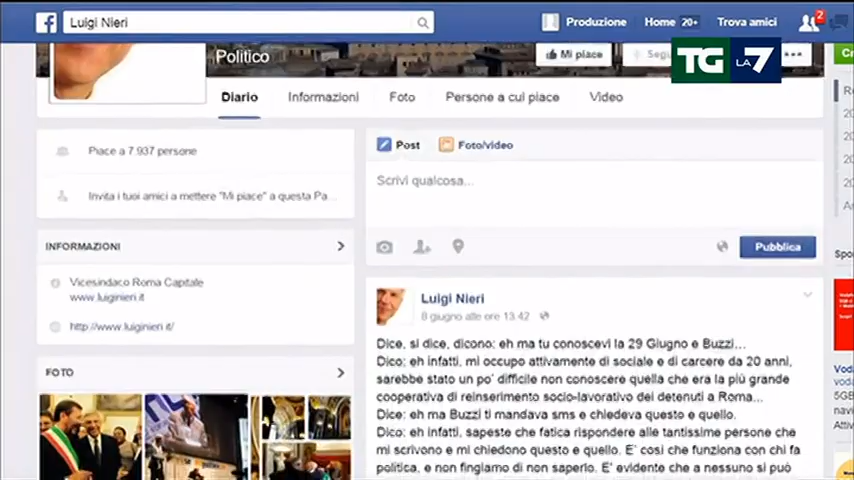 Luigi Nieri
Produzione
Home 20+
Trova amici
2
Politico
Mi piace
TG LA7
Diario
Informazioni
Foto
Persone a cui piace
Video
Piace a 7.937 persone
Invita i tuoi amici a mettere "Mi piace" a questa Pa...
INFORMAZIONI
Vicesindaco Roma Capitale
www.luiginieri.it
http://www.luiginieri.it/
FOTO
Post
Foto/video
Scrivi qualcosa...
Pubblica
Luigi Nieri
8 giugno alle ore 13.42
Dice, si dice, dicono: eh ma tu conoscevi la 29 Giugno e Buzzi...
Dico: eh infatti, mi occupo attivamente di sociale e di carcere da 20 anni,
sarebbe stato un po' difficile non conoscere quella che era la più grande
cooperativa di reinserimento socio-lavorativo dei detenuti a Roma...
Dice: eh ma Buzzi ti mandava sms e chiedeva questo e quello.
Dico: eh infatti, sapeste che fatica rispondere alle tantissime persone che
mi scrivono e mi chiedono questo e quello. E' così che funziona con chi fa
politica, e non fingiamo di non saperlo. E' evidente che a nessuno si può